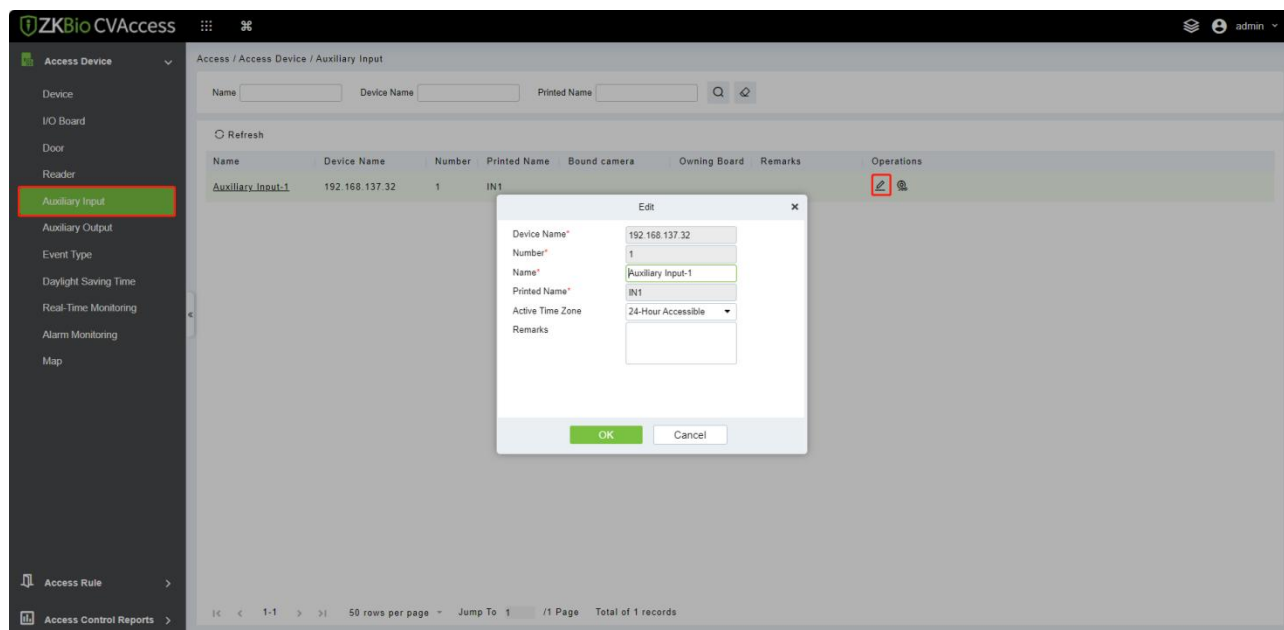 ZKBio CVAccess
admin
Access Device
Device
I/O Board
Door
Reader
Auxiliary Input
Auxiliary Output
Event Type
Daylight Saving Time
Real-Time Monitoring
Alarm Monitoring
Map
Access Rule
Access Control Reports
Access / Access Device / Auxiliary Input
Name Device Name Printed Name
Refresh
Name Device Name Number Printed Name Bound camera Owning Board Remarks Operations
Auxiliary Input-1 192.168.137.32 1 IN1
Edit
Device Name* 192.168.137.32
Number* 1
Name* Auxiliary Input-1
Printed Name* IN1
Active Time Zone 24-Hour Accessible
Remarks
OK Cancel
|< < 1-1 > >| 50 rows per page Jump To 1 /1 Page Total of 1 records